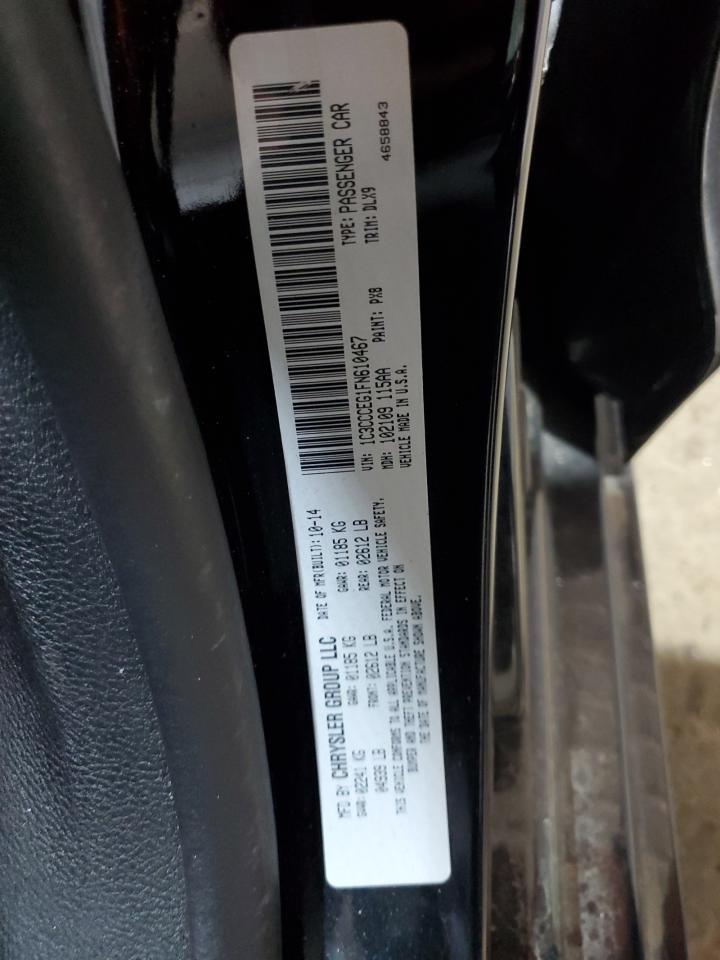 MFD BY CHRYSLER GROUP LLC
DATE OF MFR(BUILT): 10-14
GVWR: 02241 KG
GAWR: 01185 KG
GAWR: 01185 KG
04939 LB
FRONT: 02612 LB
REAR: 02612 LB
THIS VEHICLE CONFORMS TO ALL APPLICABLE U.S.A. FEDERAL MOTOR VEHICLE SAFETY,
BUMPER AND THEFT PREVENTION STANDARDS IN EFFECT ON
THE DATE OF MANUFACTURE SHOWN ABOVE.
VIN: 1C3CCCEG1FN610467
TYPE: PASSENGER CAR
MDH: 102109 115AA
PAINT: PX8
TRIM: DLX9
VEHICLE MADE IN U.S.A.
4658843